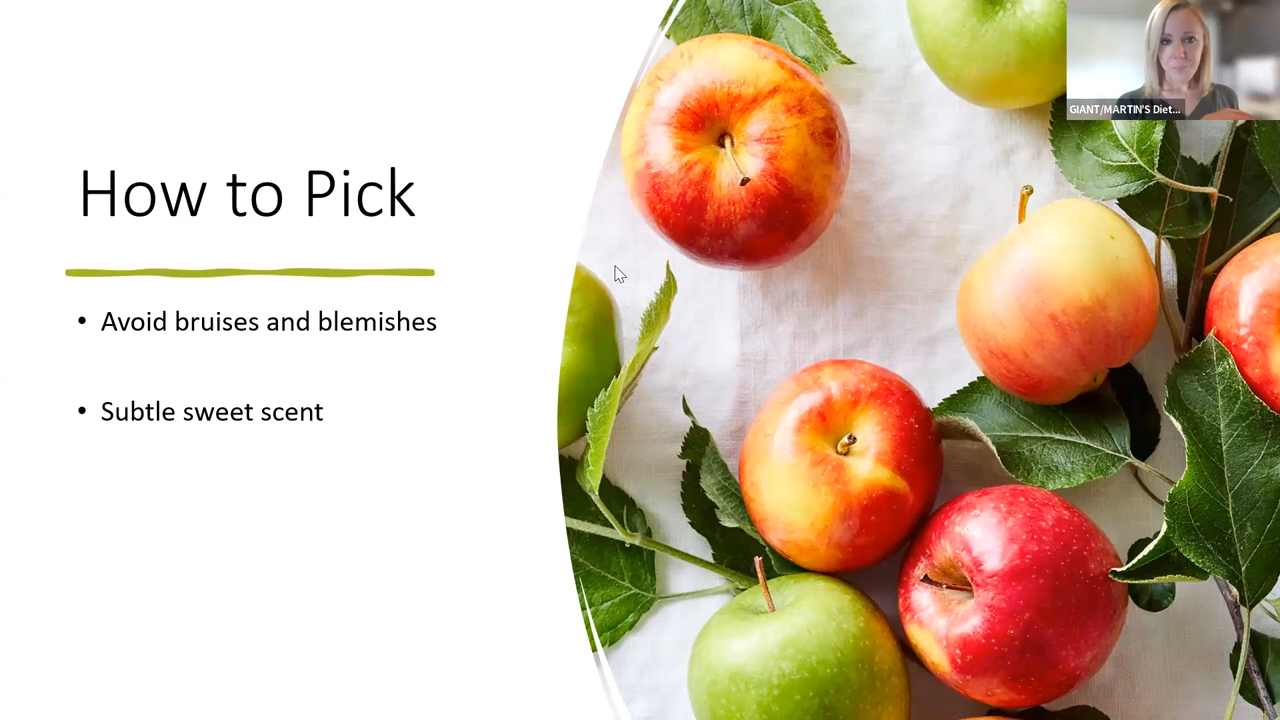 GIANT/MARTIN'S Diet...
How to Pick
• Avoid bruises and blemishes
• Subtle sweet scent